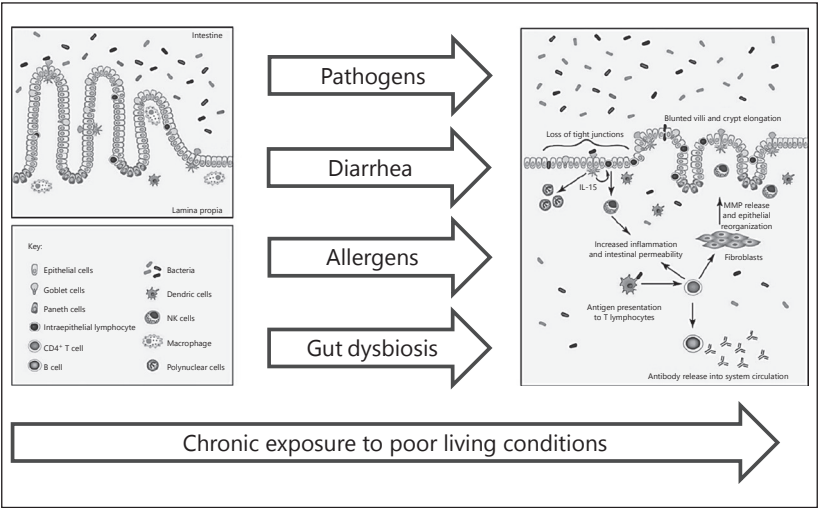 Intestine
Lamina propia
Key:
Epithelial cells
Goblet cells
Paneth cells
Intraepithelial lymphocyte
CD4⁺ T cell
B cell
Bacteria
Dendric cells
NK cells
Macrophage
Polynuclear cells
Pathogens
Diarrhea
Allergens
Gut dysbiosis
Blunted villi and crypt elongation
Loss of tight junctions
IL-15
MMP release
and epithelial
reorganization
Increased inflammation
and intestinal permeability
Fibroblasts
Antigen presentation
to T lymphocytes
Antibody release into system circulation
Chronic exposure to poor living conditions